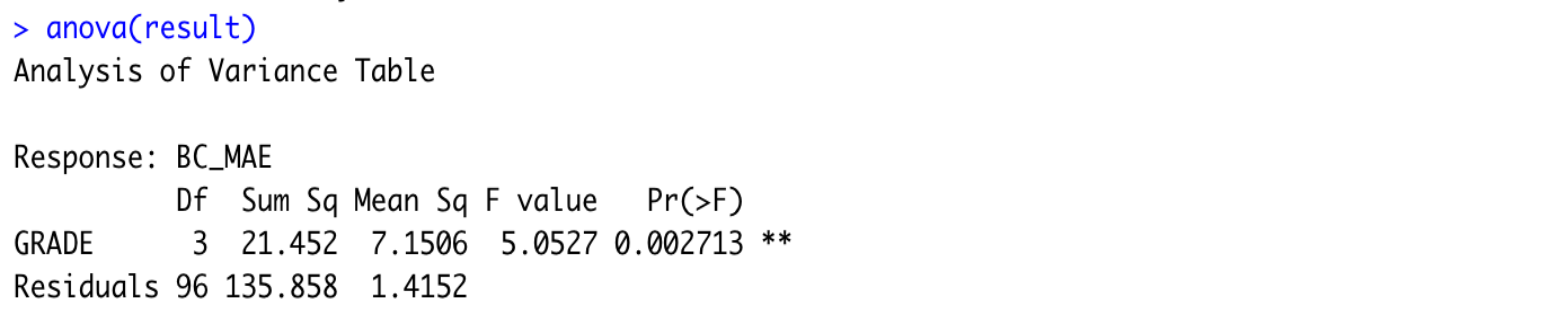 > anova(result)
Analysis of Variance Table
Response: BC_MAE
Df Sum Sq Mean Sq F value Pr(>F)
GRADE 3 21.452 7.1506 5.0527 0.002713 **
Residuals 96 135.858 1.4152